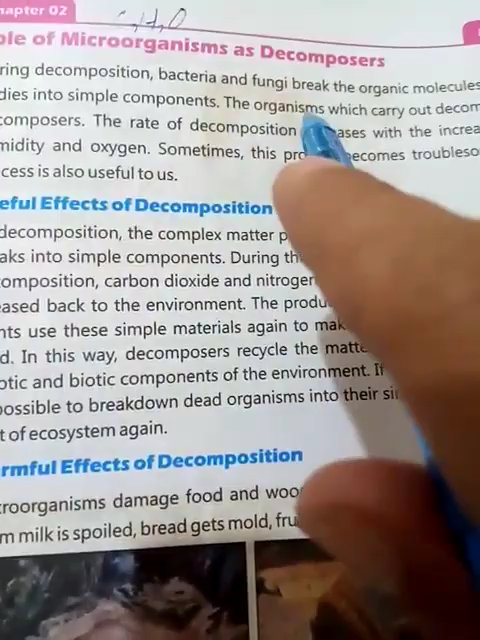 hapter 02
C H O
le of Microorganisms as Decomposers
ring decomposition, bacteria and fungi break the organic molecules
dies into simple components. The organisms which carry out decom
composers. The rate of decomposition ases with the increa
midity and oxygen. Sometimes, this pro ecomes troubleso
cess is also useful to us.
eful Effects of Decomposition
decomposition, the complex matter p
aks into simple components. During th
omposition, carbon dioxide and nitrogen
eased back to the environment. The produ
nts use these simple materials again to mak
d. In this way, decomposers recycle the matte
otic and biotic components of the environment. If
possible to breakdown dead organisms into their si
t of ecosystem again.
rmful Effects of Decomposition
croorganisms damage food and woo
m milk is spoiled, bread gets mold, fru